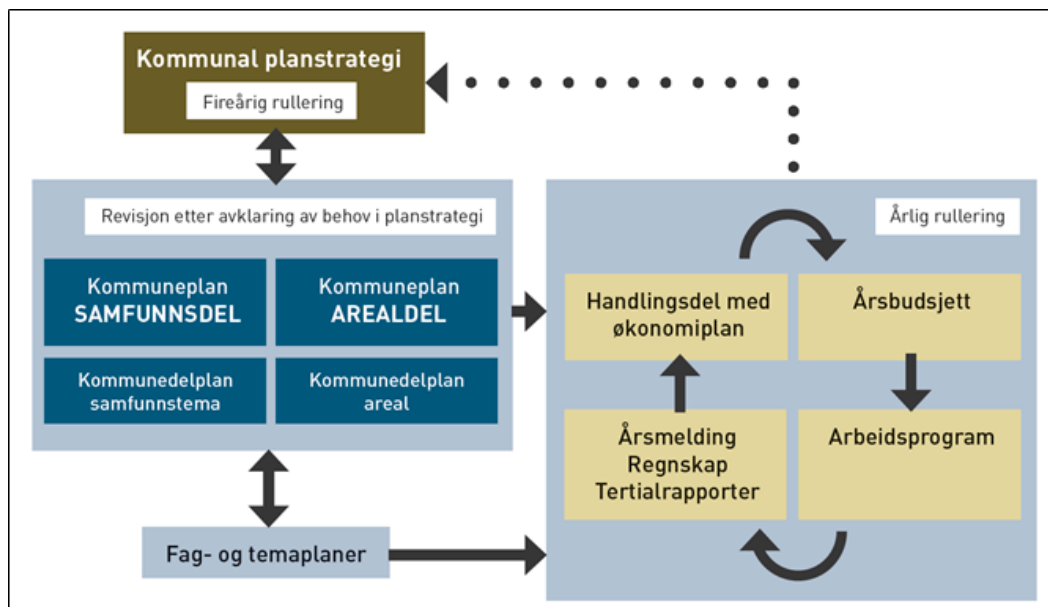 Kommunal planstrategi
Fireårig rullering
Revisjon etter avklaring av behov i planstrategi
Kommuneplan
SAMFUNNSDEL
Kommuneplan
AREALDEL
Kommunedelplan
samfunnstema
Kommunedelplan
areal
Fag- og temaplaner
Årlig rullering
Handlingsdel med
økonomiplan
Årsbudsjett
Årsmelding
Regnskap
Tertialrapporter
Arbeidsprogram